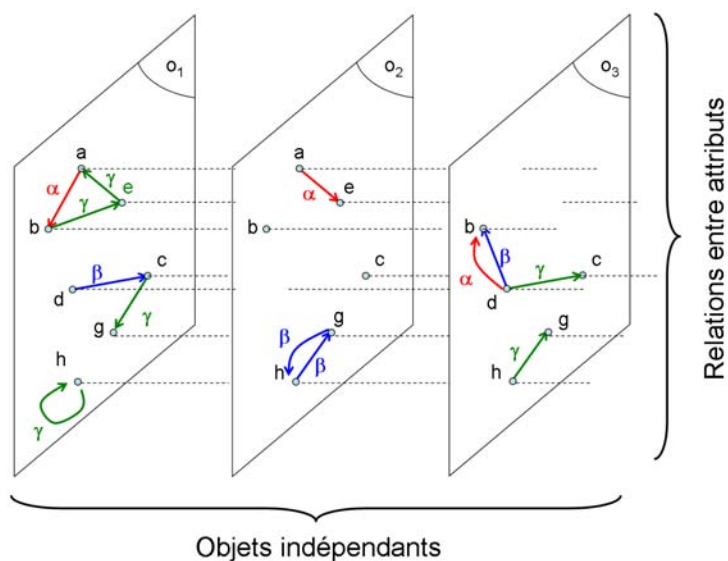 o1
o2
o3
a
γ
α
e
γ
b
β
c
d
g
γ
h
γ
a
e
α
b
c
g
β
h
β
b
β
c
γ
α
d
g
γ
h
Relations entre attributs
Objets indépendants